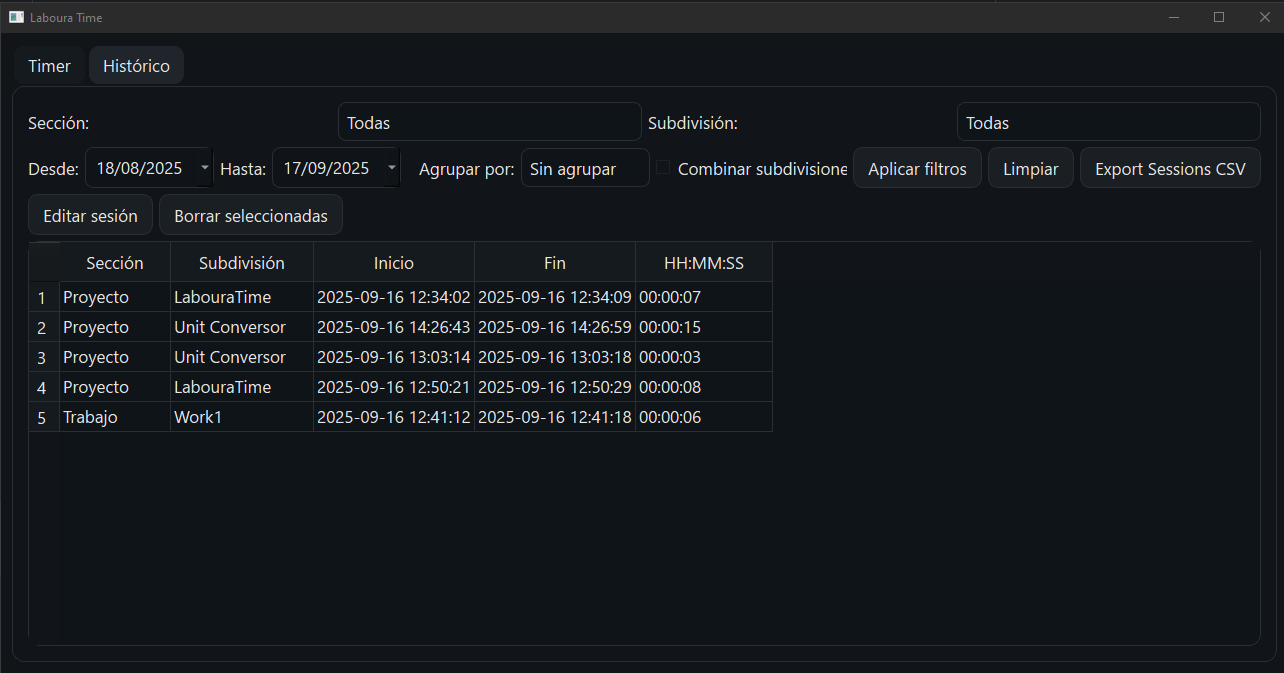 Laboura Time
Timer Histórico
Sección: Todas Subdivisión: Todas
Desde: 18/08/2025 Hasta: 17/09/2025 Agrupar por: Sin agrupar Combinar subdivisione Aplicar filtros Limpiar Export Sessions CSV
Editar sesión Borrar seleccionadas
Sección Subdivisión Inicio Fin HH:MM:SS
1 Proyecto LabouraTime 2025-09-16 12:34:02 2025-09-16 12:34:09 00:00:07
2 Proyecto Unit Conversor 2025-09-16 14:26:43 2025-09-16 14:26:59 00:00:15
3 Proyecto Unit Conversor 2025-09-16 13:03:14 2025-09-16 13:03:18 00:00:03
4 Proyecto LabouraTime 2025-09-16 12:50:21 2025-09-16 12:50:29 00:00:08
5 Trabajo Work1 2025-09-16 12:41:12 2025-09-16 12:41:18 00:00:06